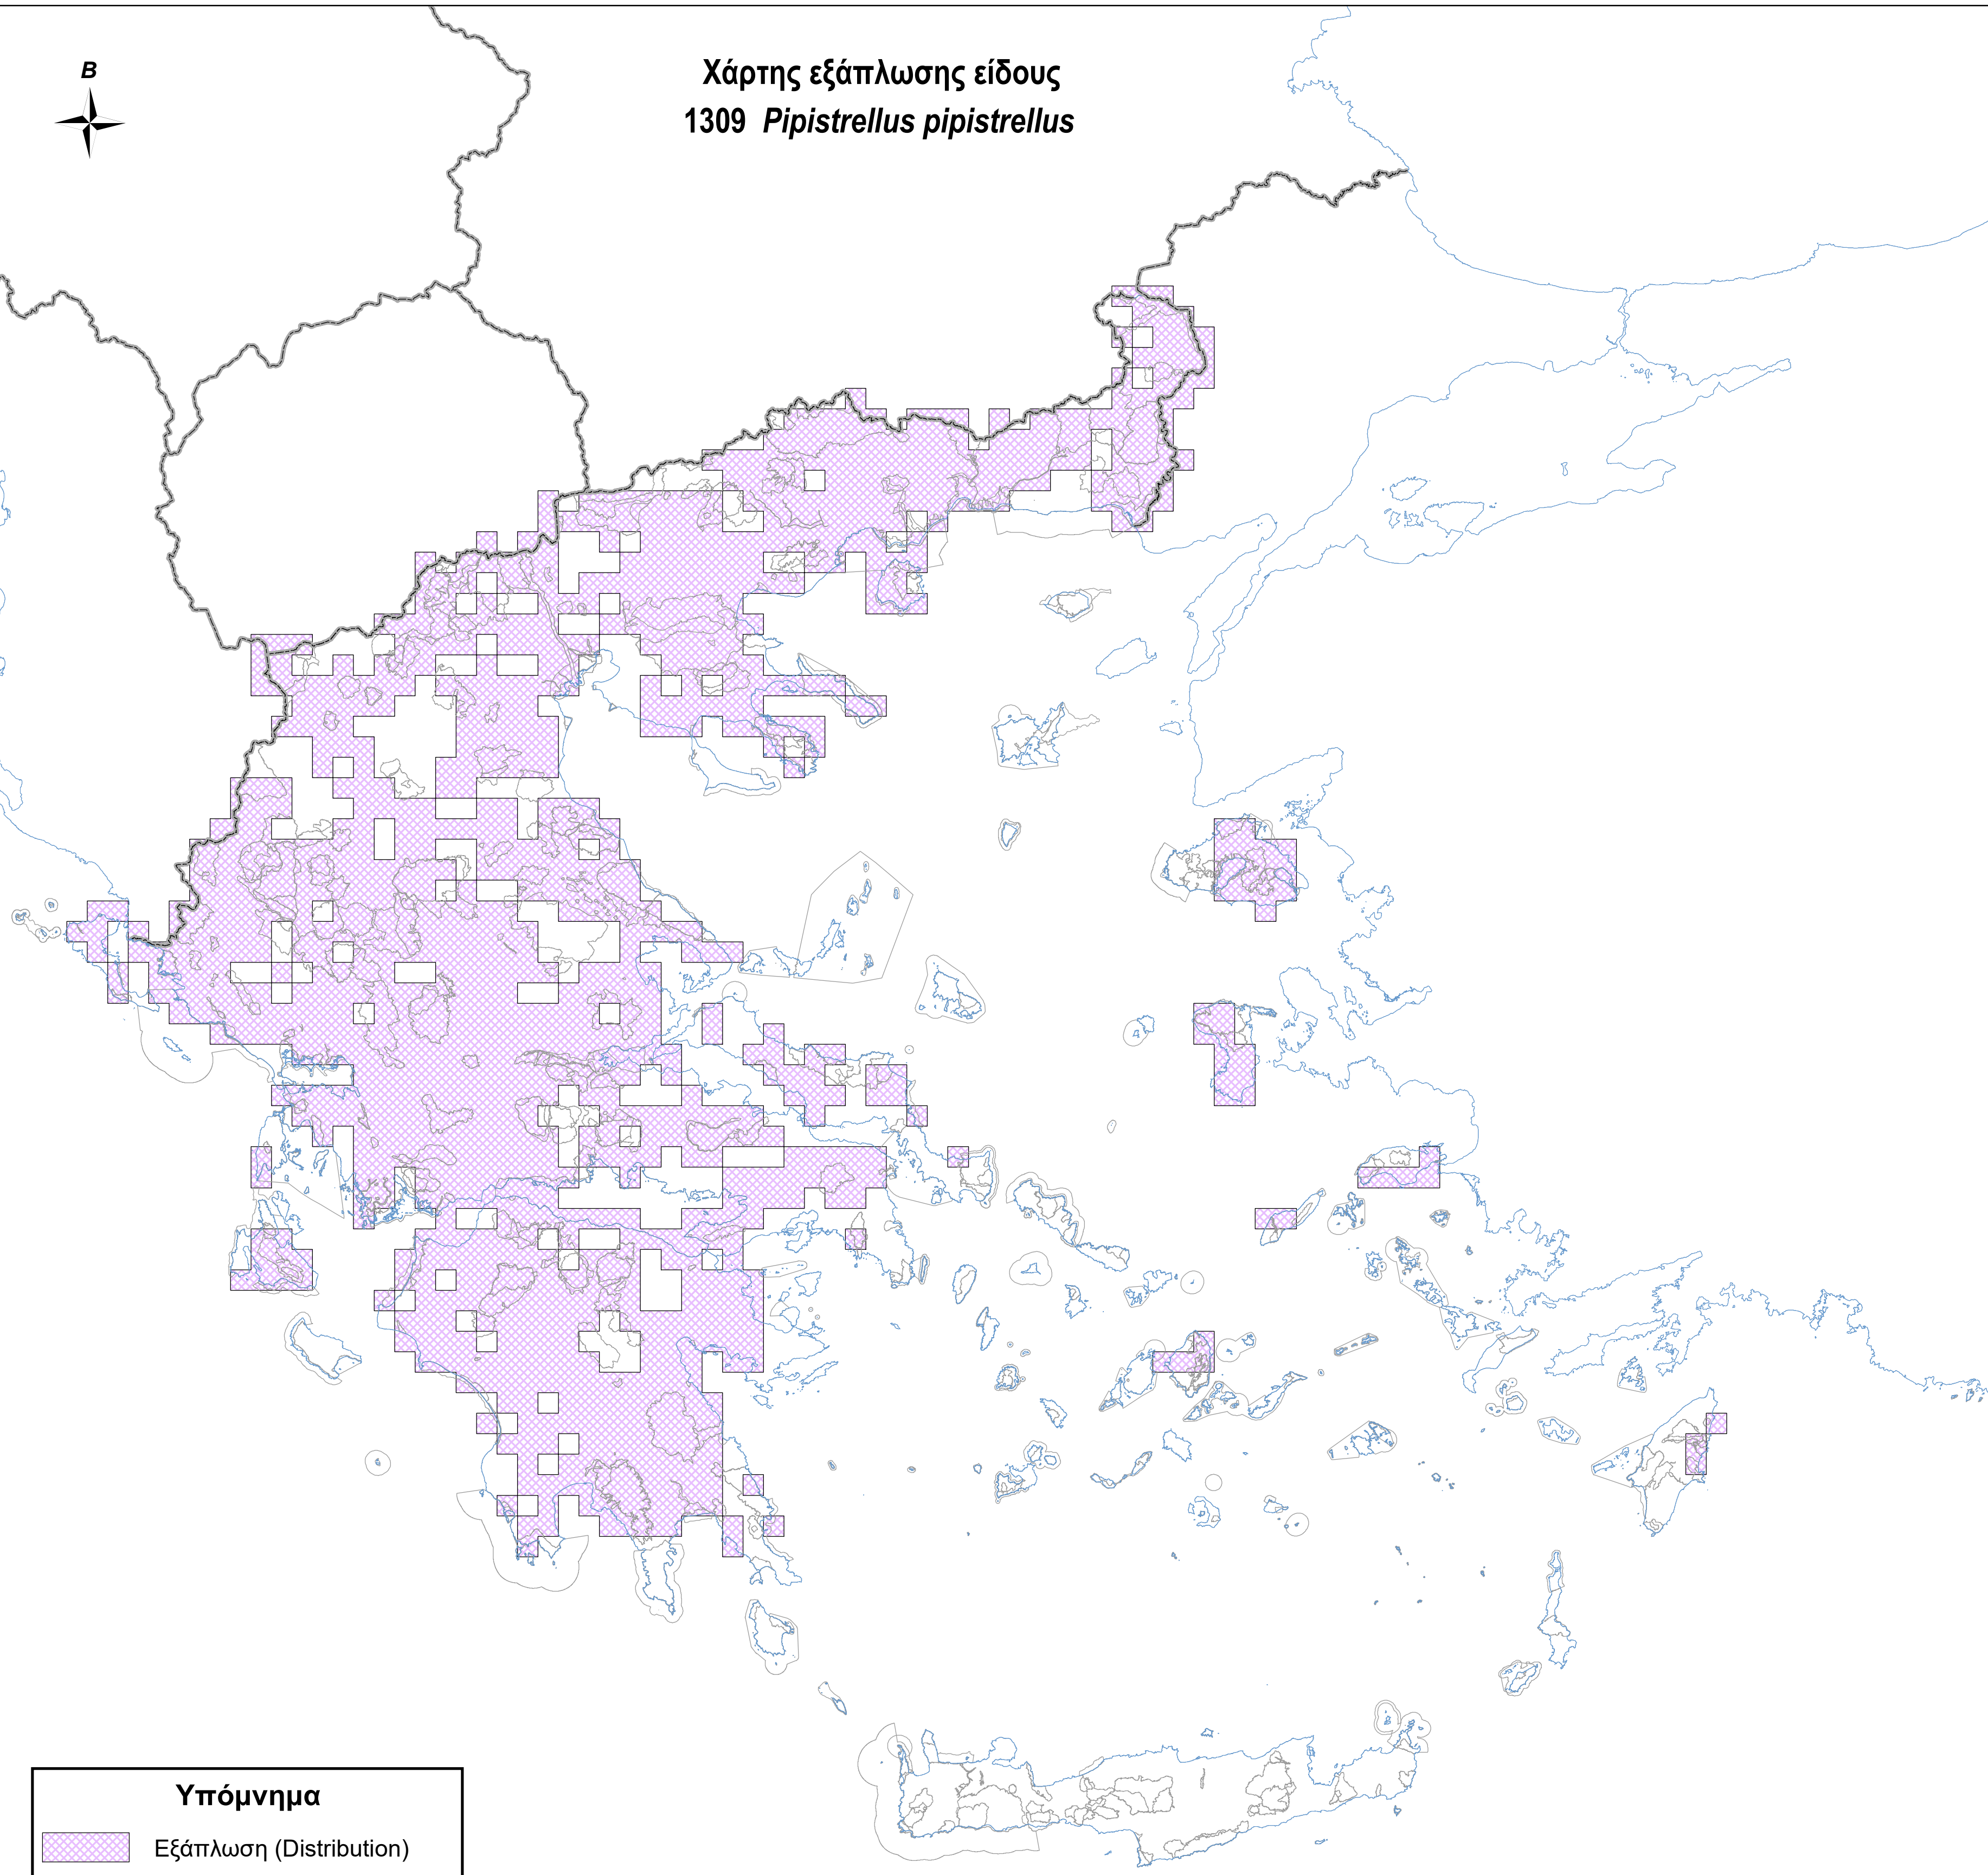 Β
Χάρτης εξάπλωσης είδους
1309 Pipistrellus pipistrellus
Υπόμνημα
Εξάπλωση (Distribution)